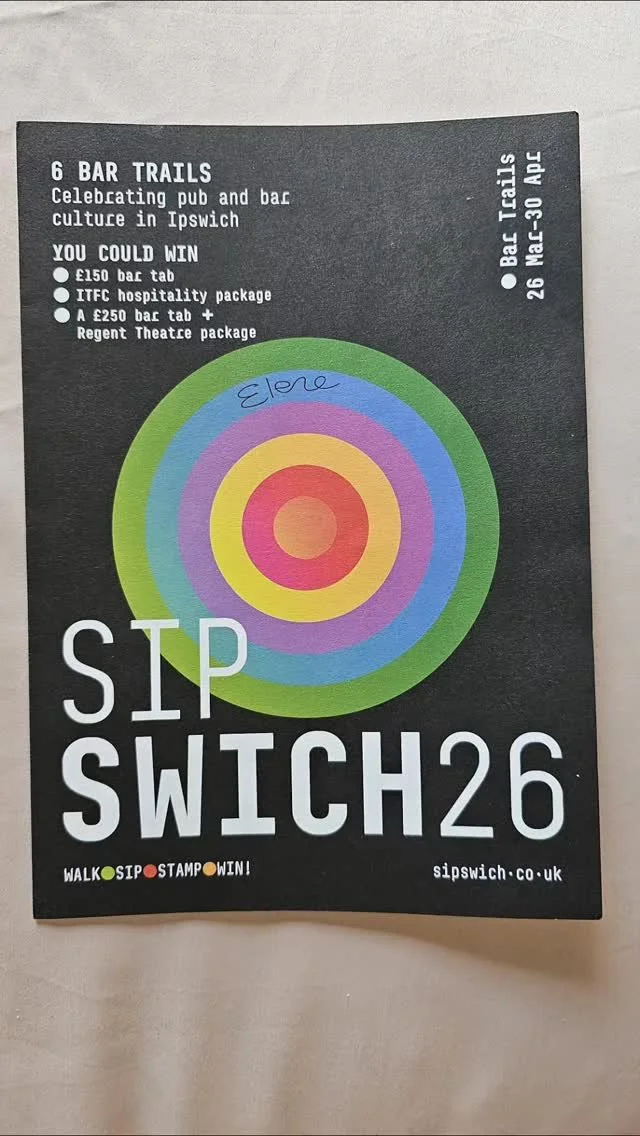 6 BAR TRAILS
Celebrating pub and bar
culture in Ipswich
YOU COULD WIN
£150 bar tab
ITFC hospitality package
A £250 bar tab +
Regent Theatre package
Bar Trails
26 Mar–30 Apr
Elene
SIP
SWICH26
WALK●SIP●STAMP●WIN!
sipswich·co·uk